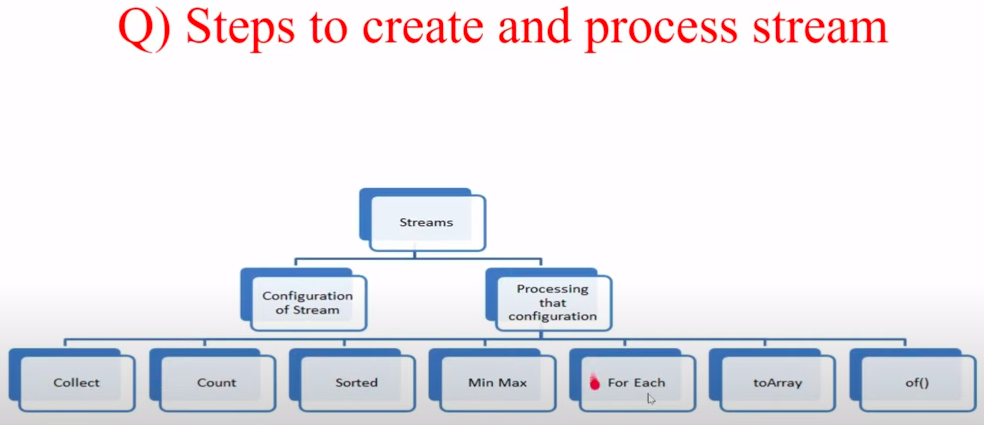 Q) Steps to create and process stream
Streams
Configuration
of Stream
Processing
that
configuration
Collect
Count
Sorted
Min Max
For Each
toArray
of()